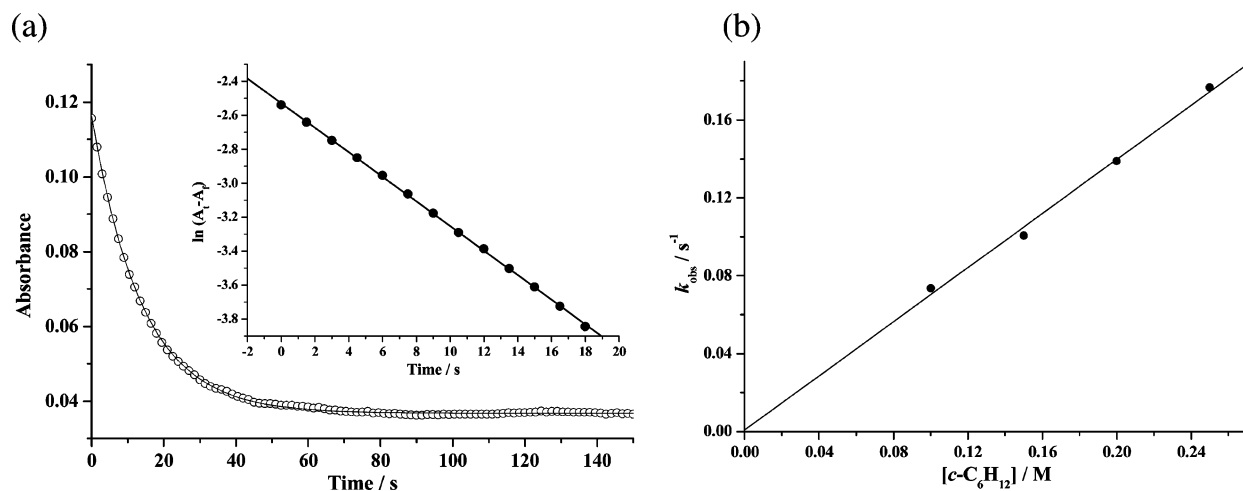 (a)
0.12
0.10
0.08
0.06
0.04
Absorbance
0 20 40 60 80 100 120 140
Time / s
-2.4
-2.6
-2.8
-3.0
-3.2
-3.4
-3.6
-3.8
ln (At-Af)
-2 0 2 4 6 8 10 12 14 16 18 20
Time / s
(b)
0.16
0.12
0.08
0.04
0.00
kobs / s-1
0.00 0.04 0.08 0.12 0.16 0.20 0.24
[c-C6H12] / M